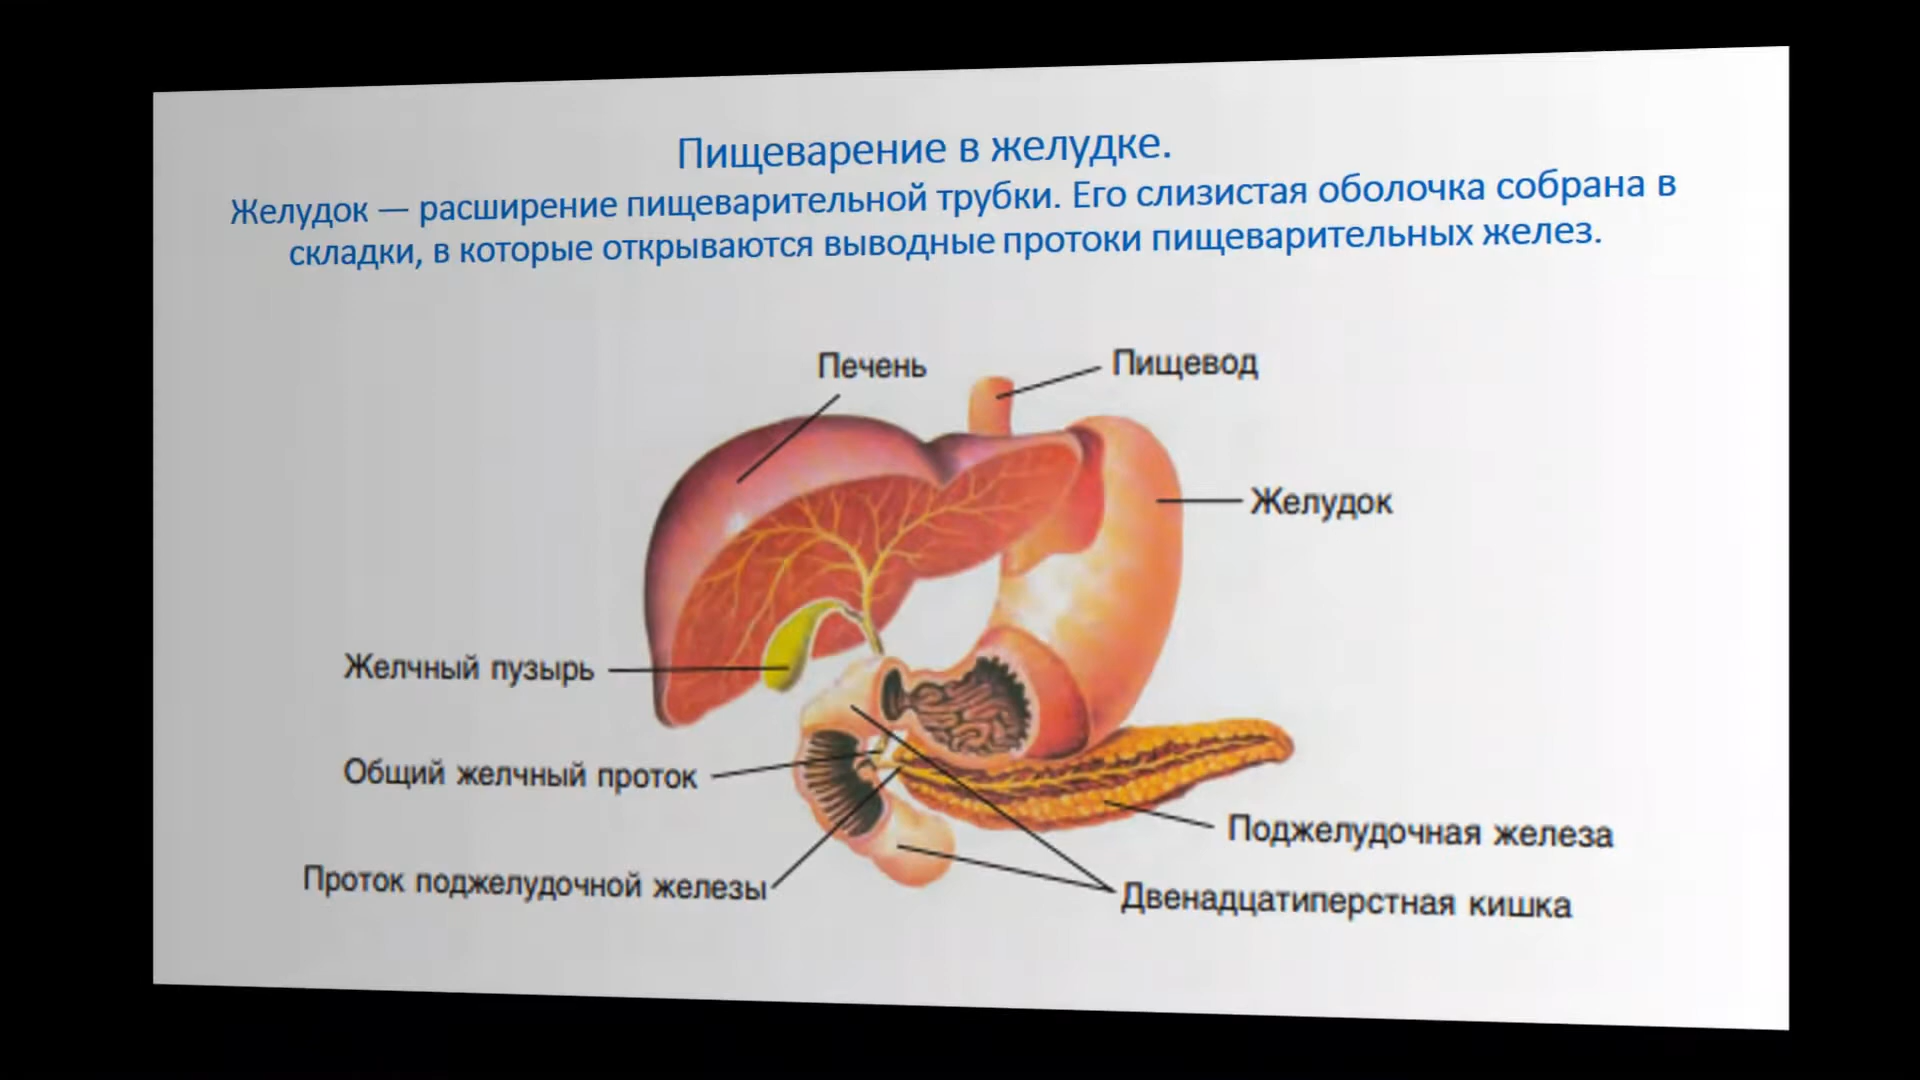 Пищеварение в желудке.
Желудок — расширение пищеварительной трубки. Его слизистая оболочка собрана в
складки, в которые открываются выводные протоки пищеварительных желез.
Печень
Пищевод
Желудок
Желчный пузырь
Общий желчный проток
Поджелудочная железа
Проток поджелудочной железы
Двенадцатиперстная кишка